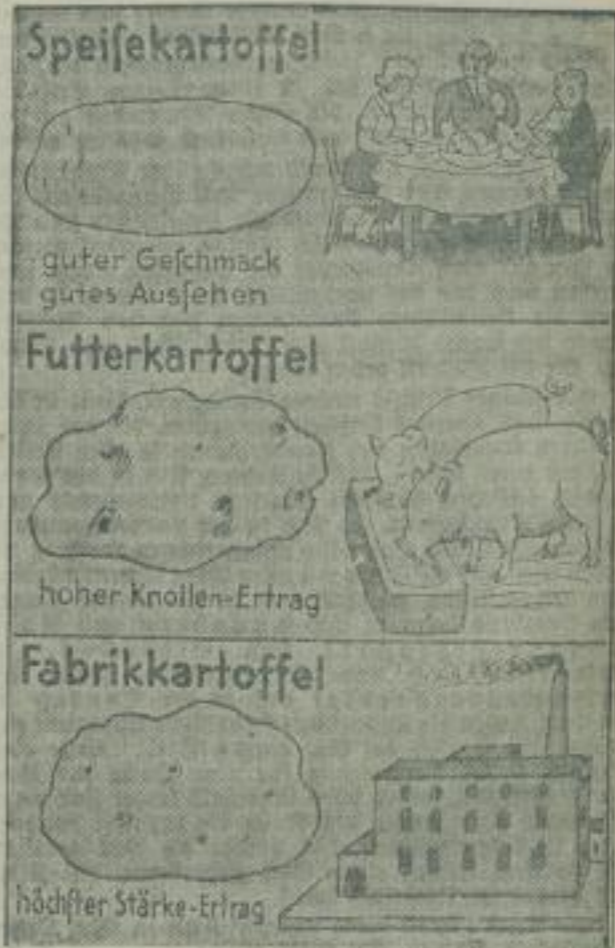 Speiſekartoffel
guter Geſchmack
gutes Ausſehen
Futterkartoffel
hoher Knollen-Ertrag
Fabrikkartoffel
höchſter Stärke-Ertrag